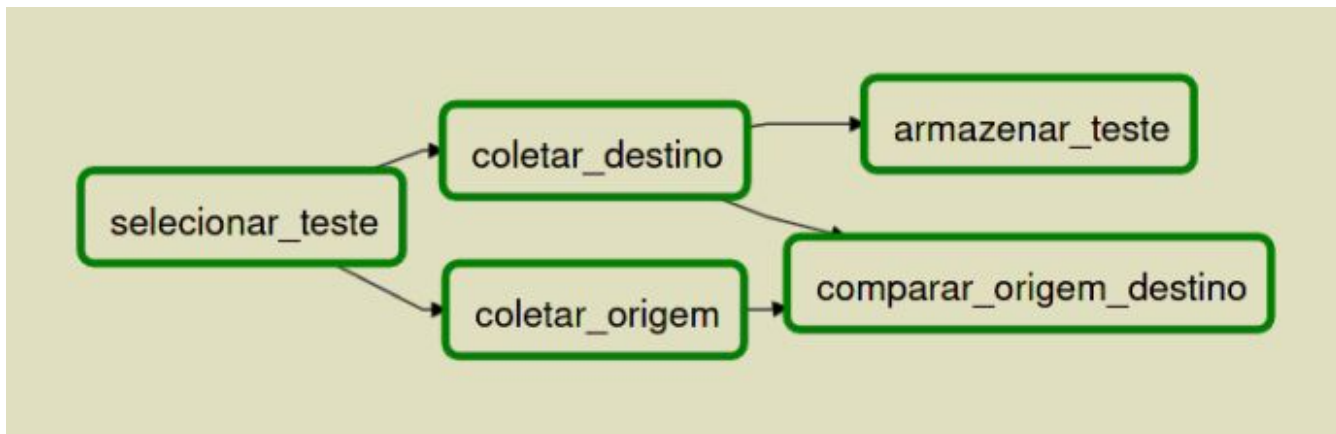 selecionar_teste
coletar_destino
coletar_origem
armazenar_teste
comparar_origem_destino